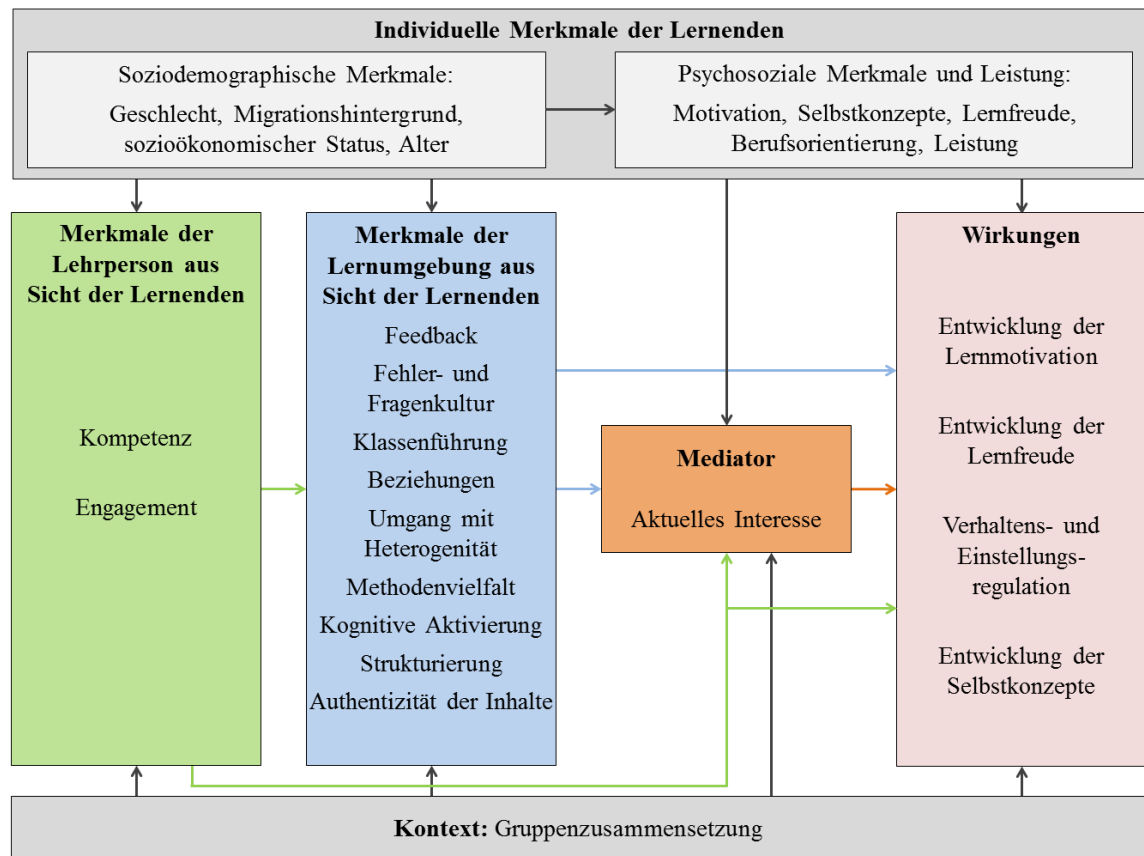 Individuelle Merkmale der Lernenden
Soziodemographische Merkmale:
Geschlecht, Migrationshintergrund,
sozioökonomischer Status, Alter
Psychosoziale Merkmale und Leistung:
Motivation, Selbstkonzepte, Lernfreude,
Berufsorientierung, Leistung
Merkmale der
Lehrperson aus
Sicht der Lernenden
Kompetenz
Engagement
Merkmale der
Lernumgebung aus
Sicht der Lernenden
Feedback
Fehler- und
Fragenkultur
Klassenführung
Beziehungen
Umgang mit
Heterogenität
Methodenvielfalt
Kognitive Aktivierung
Strukturierung
Authentizität der Inhalte
Mediator
Aktuelles Interesse
Wirkungen
Entwicklung der
Lernmotivation
Entwicklung der
Lernfreude
Verhaltens- und
Einstellungs-
regulation
Entwicklung der
Selbstkonzepte
Kontext: Gruppenzusammensetzung